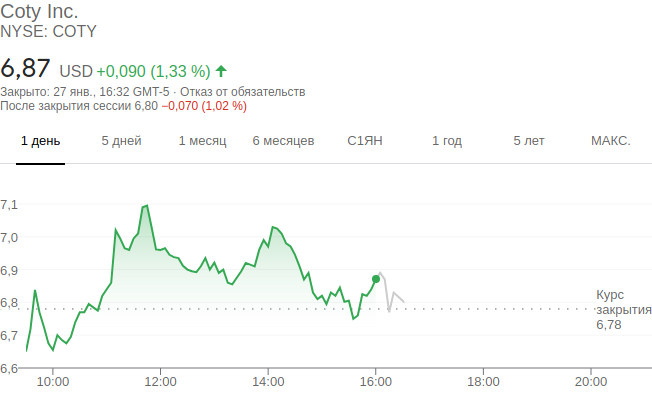 Coty Inc.
NYSE: COTY
6,87 USD +0,090 (1,33 %)
Закрыто: 27 янв., 16:32 GMT-5 · Отказ от обязательств
После закрытия сессии 6,80 −0,070 (1,02 %)
1 день 5 дней 1 месяц 6 месяцев С1ЯН 1 год 5 лет МАКС.
7,1
7,0
6,9
6,8
6,7
6,6
Курс
закрытия
6,78
10:00 12:00 14:00 16:00 18:00 20:00